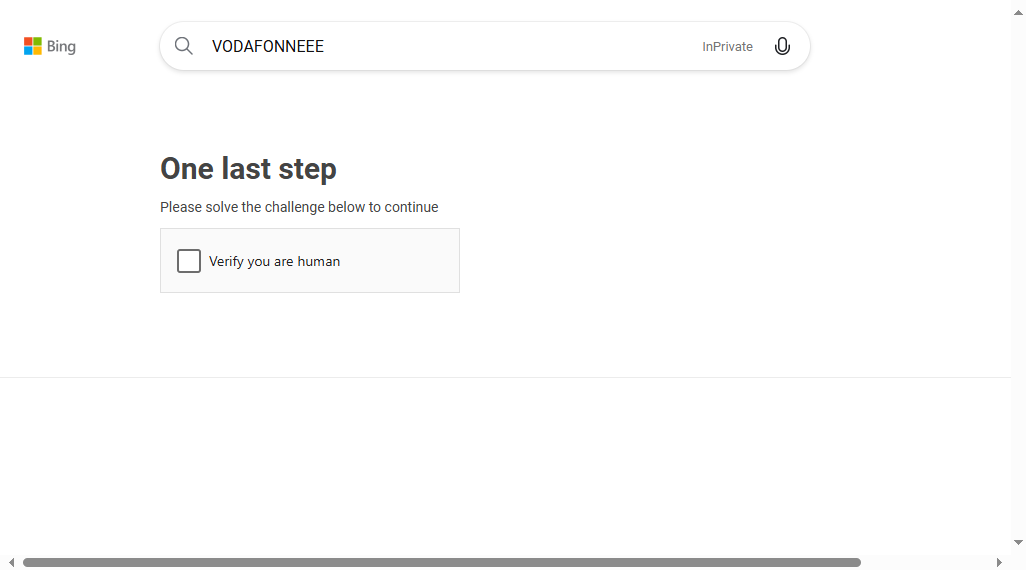 Bing
VODAFONNEEE
InPrivate
One last step
Please solve the challenge below to continue
Verify you are human